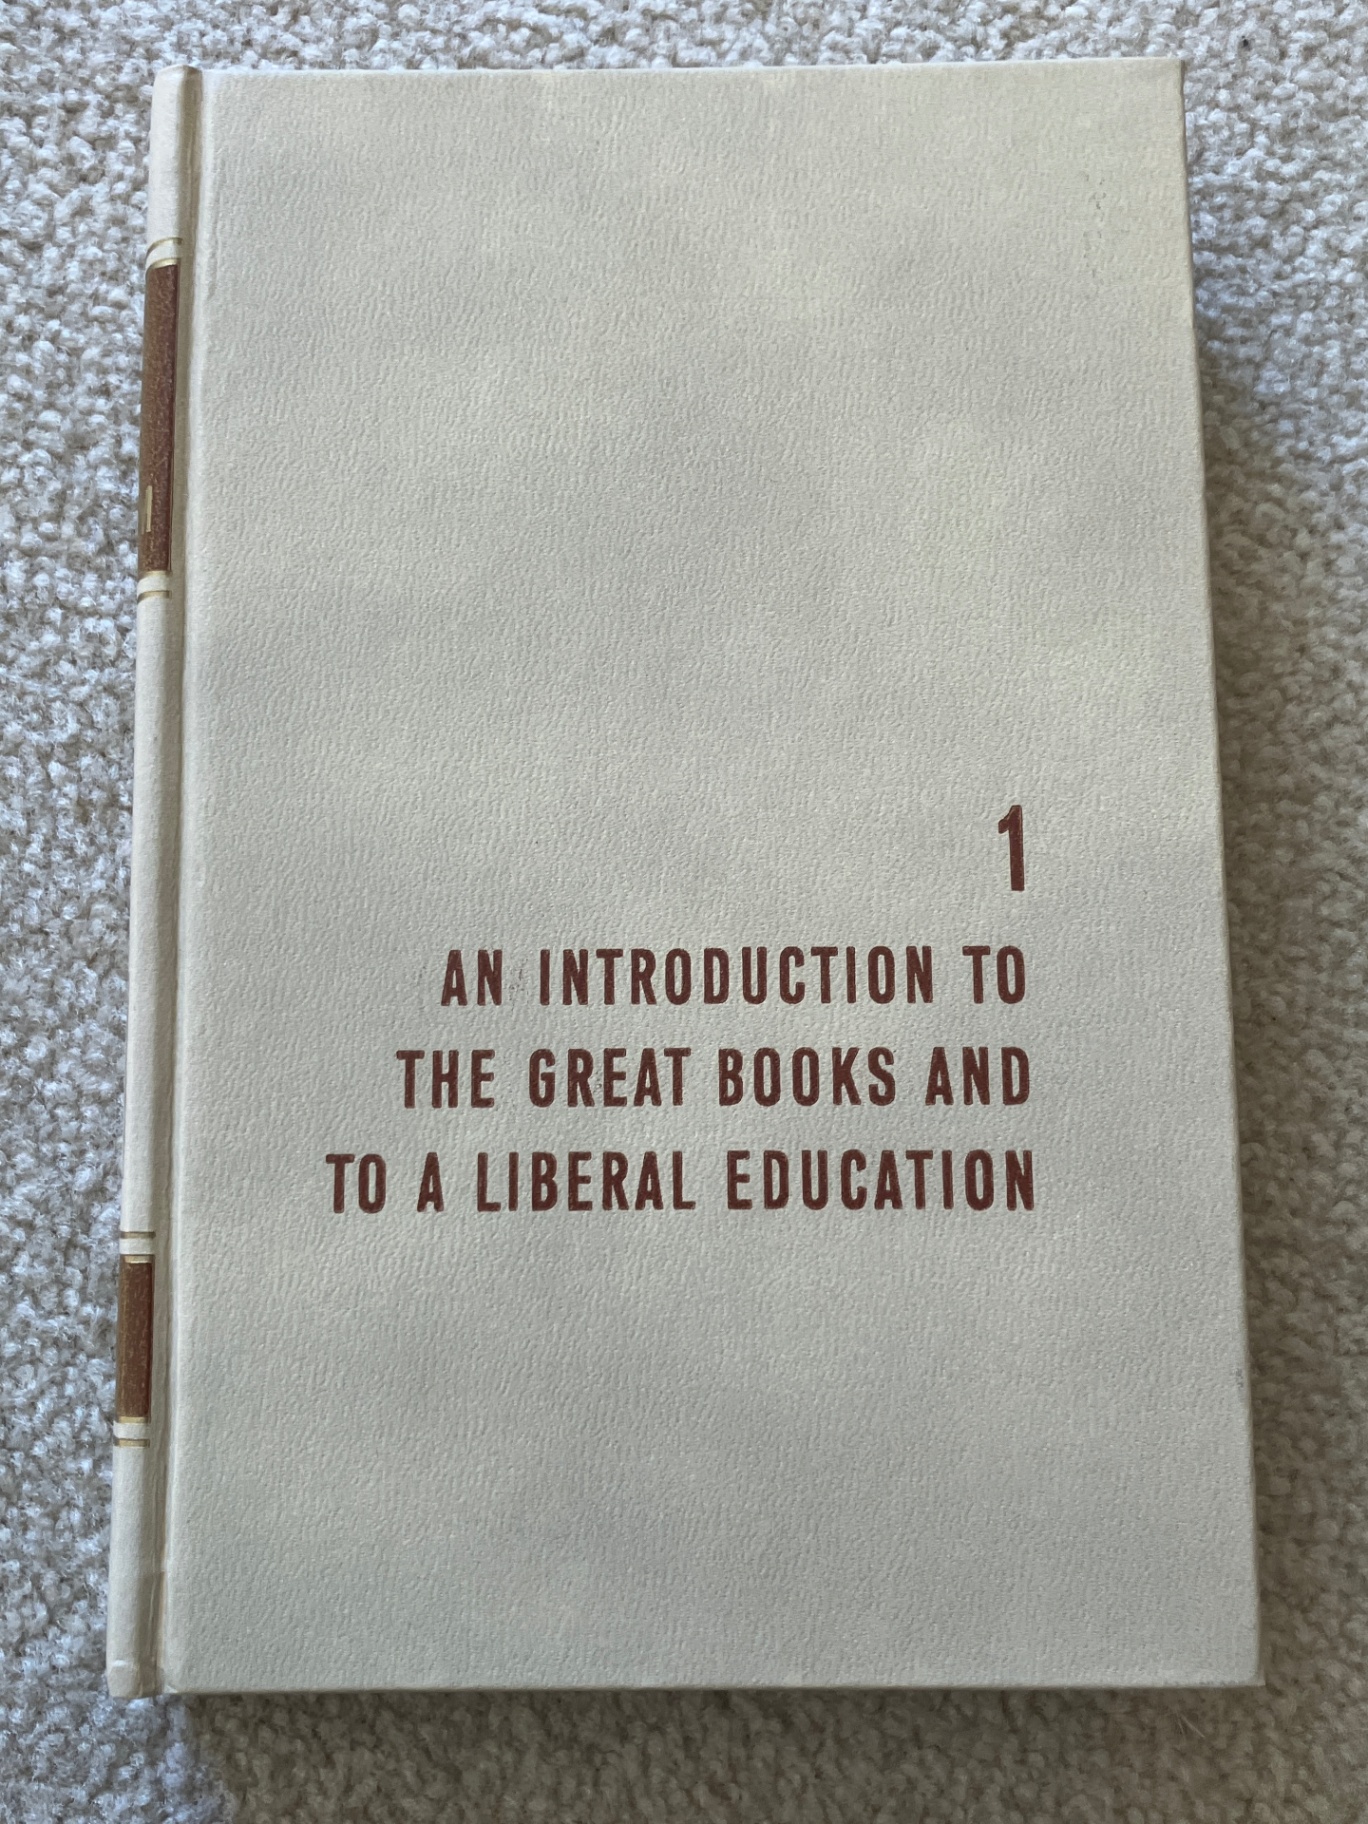 1
AN INTRODUCTION TO
THE GREAT BOOKS AND
TO A LIBERAL EDUCATION